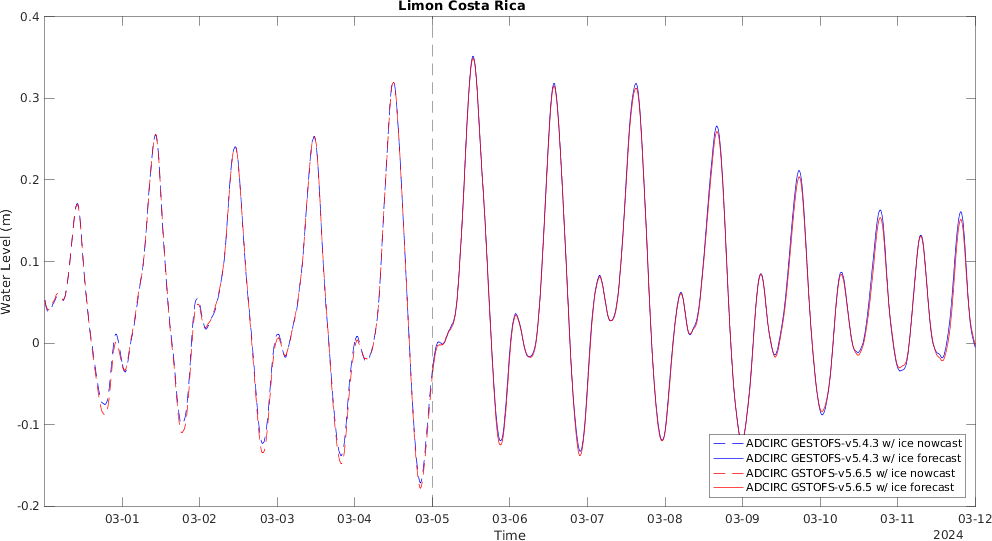 Limon Costa Rica
0.4
0.3
0.2
0.1
0
-0.1
-0.2
Water Level (m)
03-01 03-02 03-03 03-04 03-05 03-06 03-07 03-08 03-09 03-10 03-11 03-12
Time
2024
ADCIRC GESTOFS-v5.4.3 w/ ice nowcast
ADCIRC GESTOFS-v5.4.3 w/ ice forecast
ADCIRC GSTOFS-v5.6.5 w/ ice nowcast
ADCIRC GSTOFS-v5.6.5 w/ ice forecast